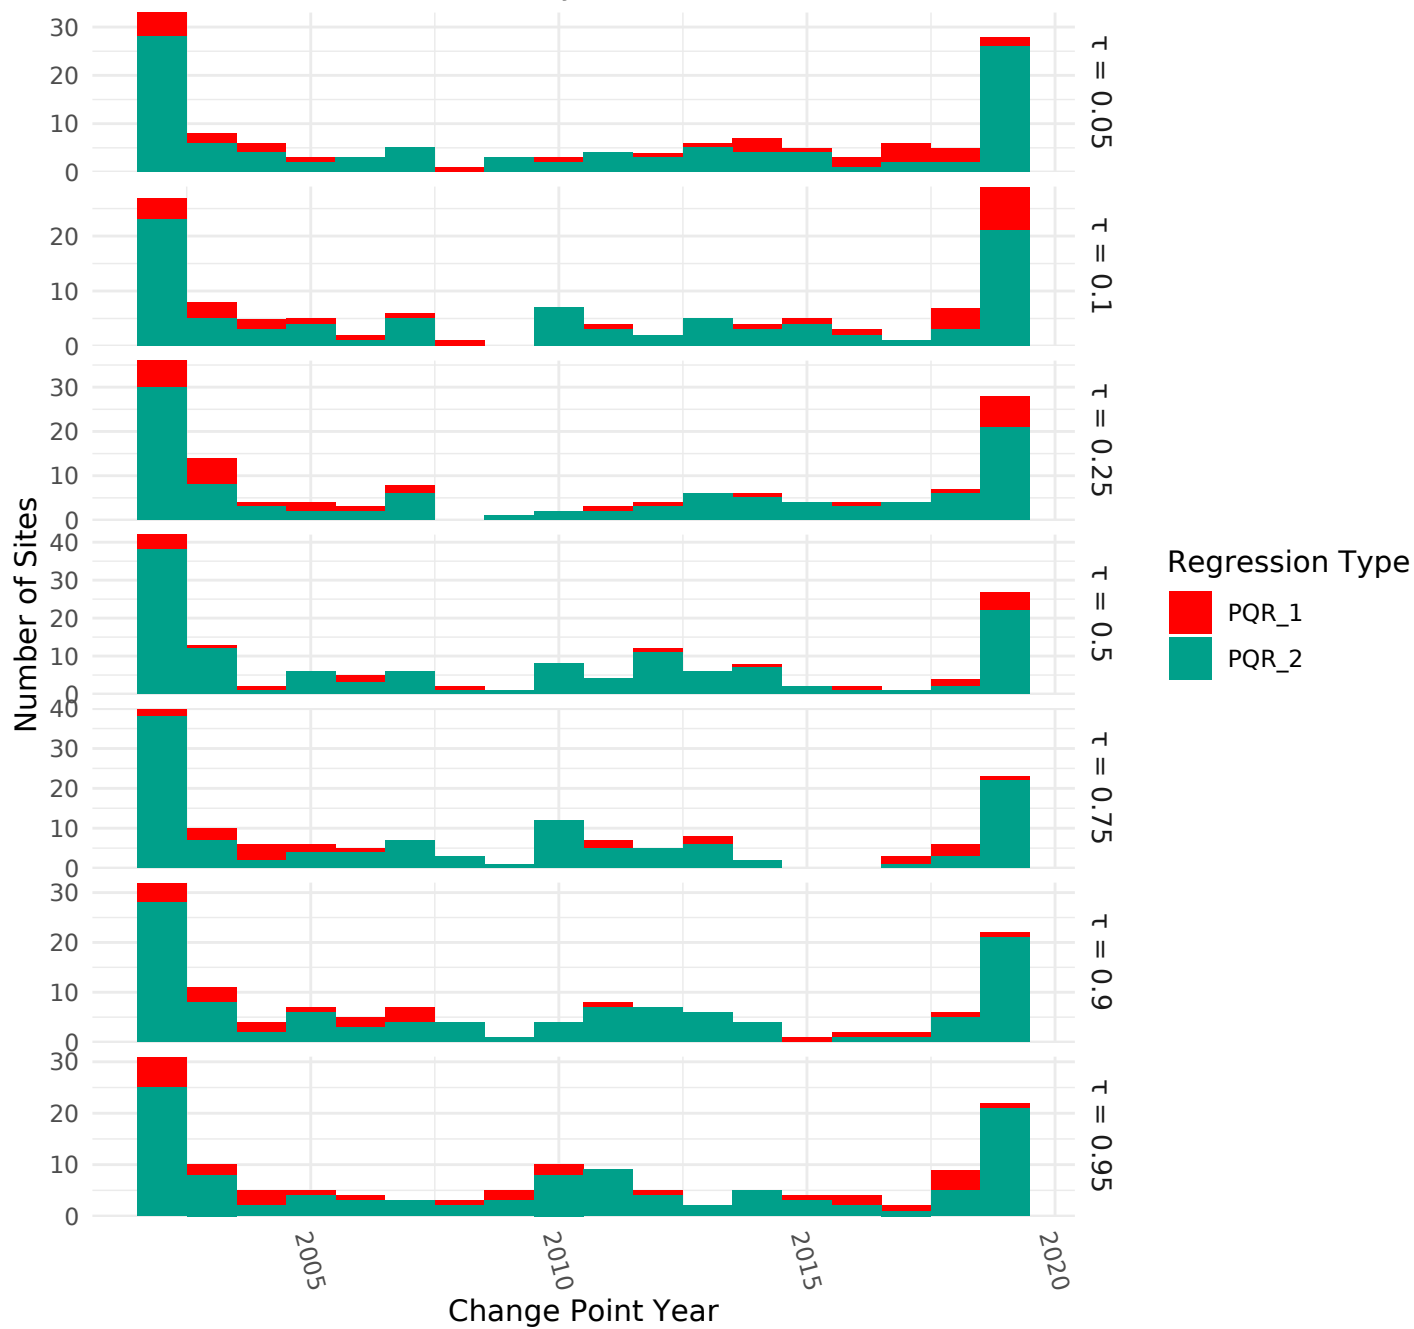 30
20
10
0
τ = 0.05
20
10
0
τ = 0.1
30
20
10
0
τ = 0.25
40
30
20
10
0
τ = 0.5
40
30
20
10
0
τ = 0.75
30
20
10
0
τ = 0.9
30
20
10
0
τ = 0.95
2005
2010
2015
2020
Change Point Year
Number of Sites
Regression Type
PQR_1
PQR_2